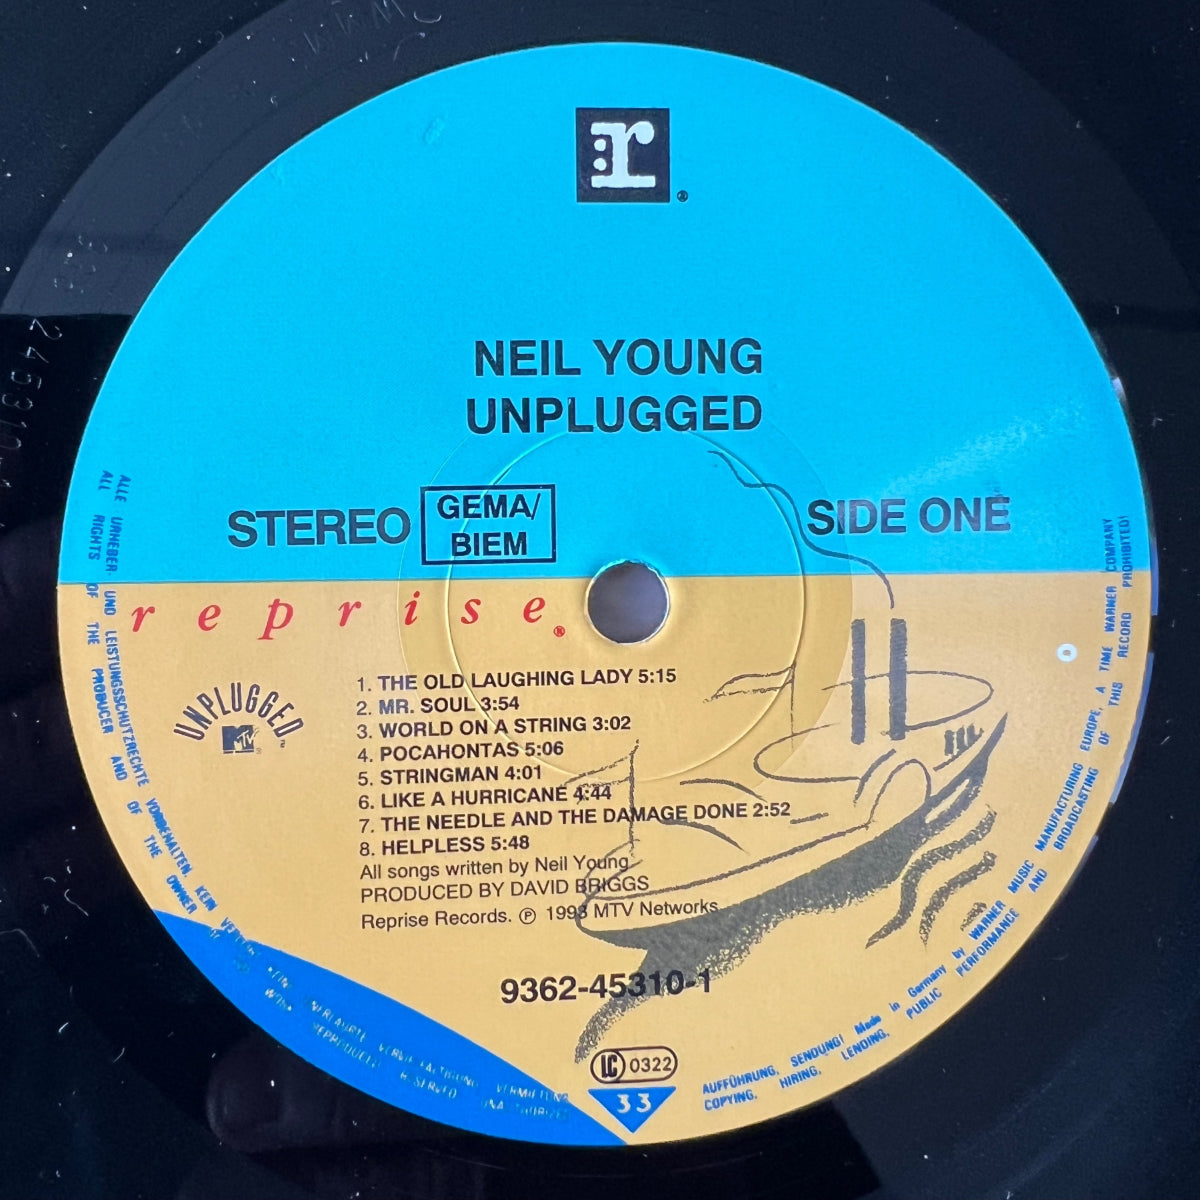 r
®
NEIL YOUNG
UNPLUGGED
STEREO
GEMA/
BIEM
SIDE ONE
reprise®
UNPLUGGED
MTV
1. THE OLD LAUGHING LADY 5:15
2. MR. SOUL 3:54
3. WORLD ON A STRING 3:02
4. POCAHONTAS 5:06
5. STRINGMAN 4:01
6. LIKE A HURRICANE 4:44
7. THE NEEDLE AND THE DAMAGE DONE 2:52
8. HELPLESS 5:48
All songs written by Neil Young
PRODUCED BY DAVID BRIGGS
Reprise Records. ℗ 1993 MTV Networks
9362-45310-1
LC 0322
33
ALLE URHEBER- UND LEISTUNGSSCHUTZRECHTE VORBEHALTEN KEIN VERMIETUNG AUFFÜHRUNG, SENDUNG! Made in Germany by WARNER MUSIC MANUFACTURING EUROPE, A TIME WARNER COMPANY
ALL RIGHTS OF THE PRODUCER AND OF THE OWNER REPRODUCED RESERVED COPYING, HIRING, LENDING, PUBLIC PERFORMANCE AND BROADCASTING OF THIS RECORD PROHIBITED!